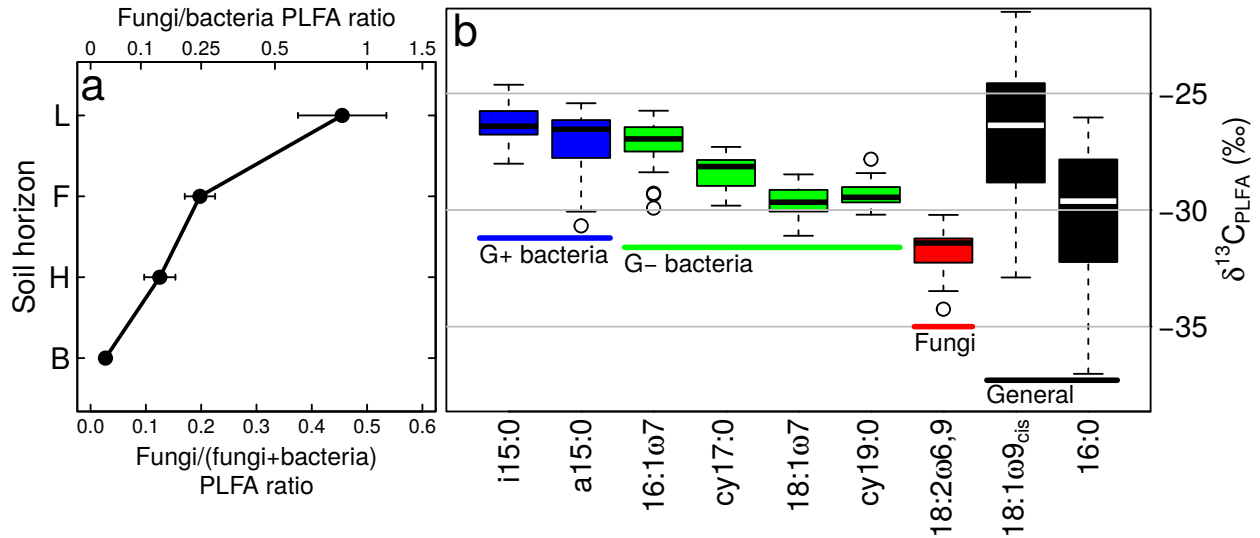 Fungi/bacteria PLFA ratio
0 0.1 0.25 0.5 1 1.5
a
Soil horizon
L
F
H
B
0.0 0.1 0.2 0.3 0.4 0.5 0.6
Fungi/(fungi+bacteria)
PLFA ratio
b
G+ bacteria
G− bacteria
Fungi
General
−25
−30
−35
δ¹³C_PLFA (‰)
i15:0
a15:0
16:1ω7
cy17:0
18:1ω7
cy19:0
18:2ω6,9
18:1ω9cis
16:0